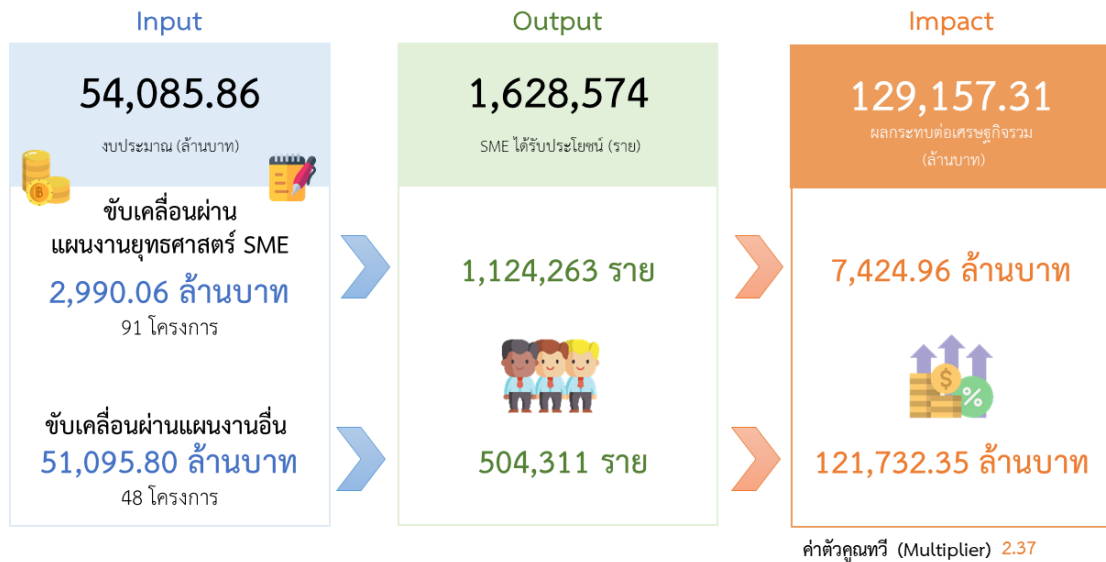 Input
54,085.86
งบประมาณ (ล้านบาท)
ขับเคลื่อนผ่าน
แผนงานยุทธศาสตร์ SME
2,990.06 ล้านบาท
91 โครงการ
ขับเคลื่อนผ่านแผนงานอื่น
51,095.80 ล้านบาท
48 โครงการ
Output
1,628,574
SME ได้รับประโยชน์ (ราย)
1,124,263 ราย
504,311 ราย
Impact
129,157.31
ผลกระทบต่อเศรษฐกิจรวม
(ล้านบาท)
7,424.96 ล้านบาท
121,732.35 ล้านบาท
ค่าตัวคูณทวี (Multiplier) 2.37